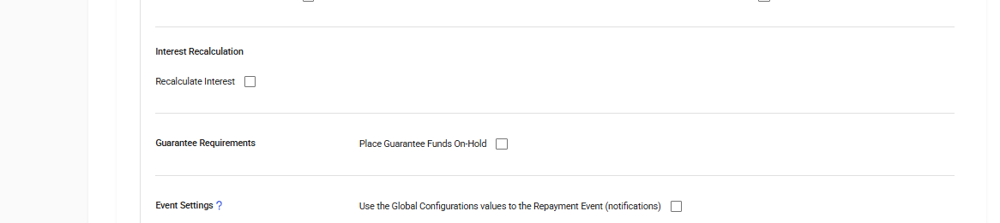 Interest Recalculation
Recalculate Interest
Guarantee Requirements Place Guarantee Funds On-Hold
Event Settings ? Use the Global Configurations values to the Repayment Event (notifications)